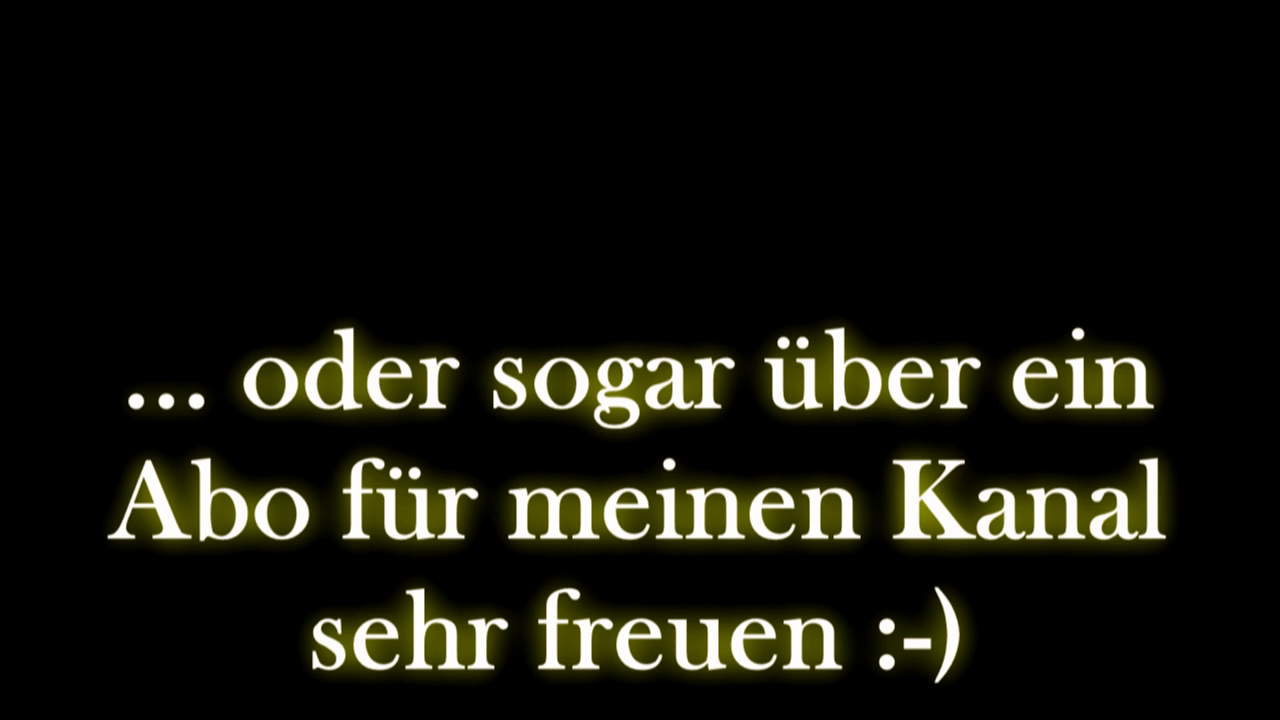 ... oder sogar über ein
Abo für meinen Kanal
sehr freuen :-)